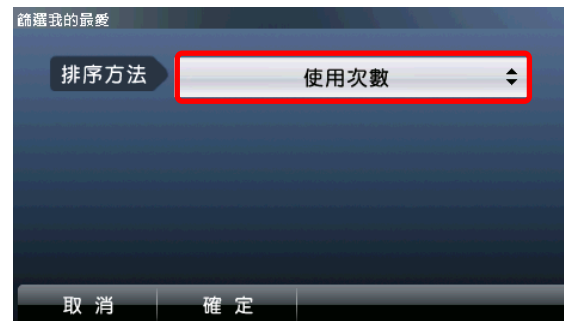 篩選我的最愛
排序方法
使用次數
取 消
確 定